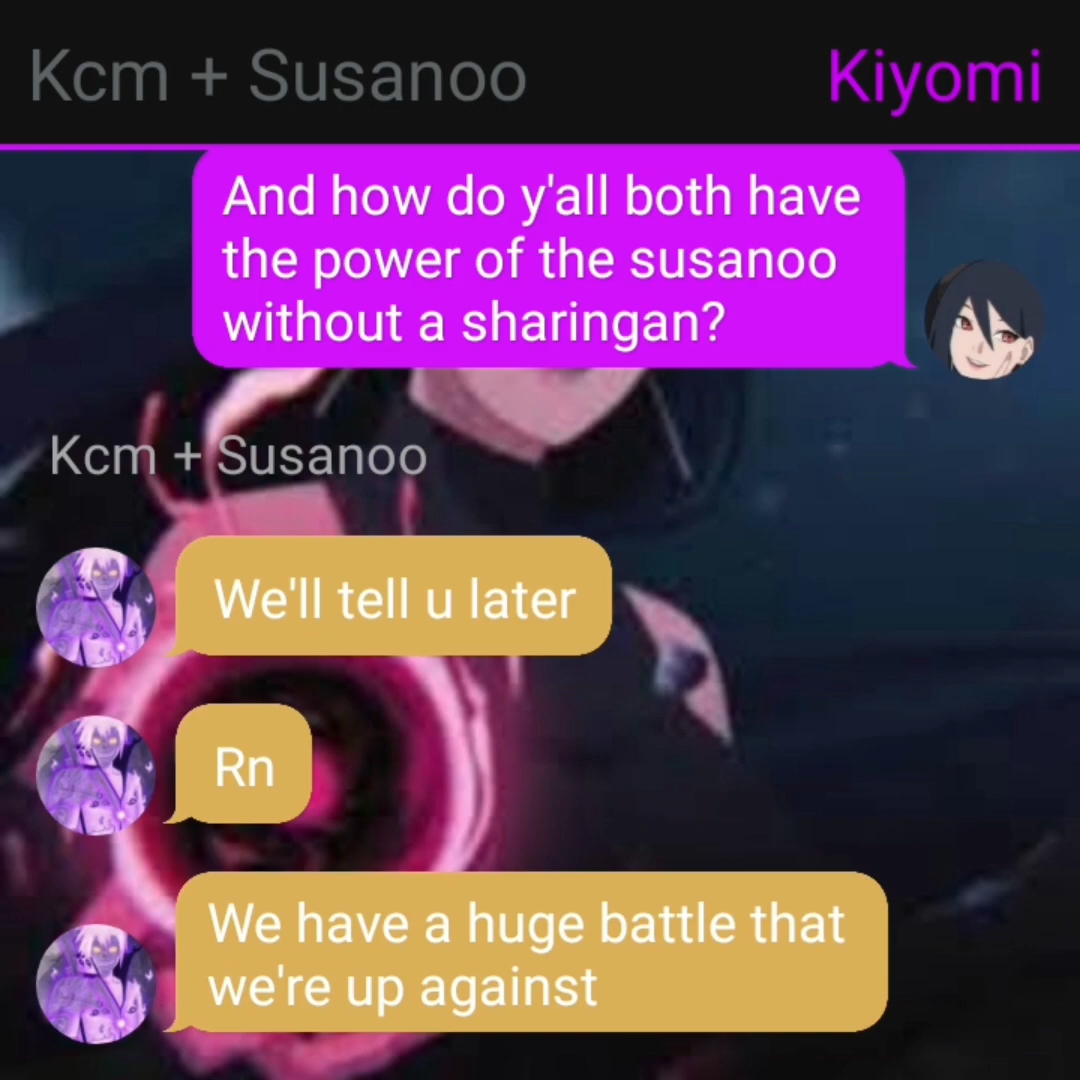 Kcm + Susanoo
Kiyomi
And how do y'all both have
the power of the susanoo
without a sharingan?
Kcm + Susanoo
We'll tell u later
Rn
We have a huge battle that
we're up against